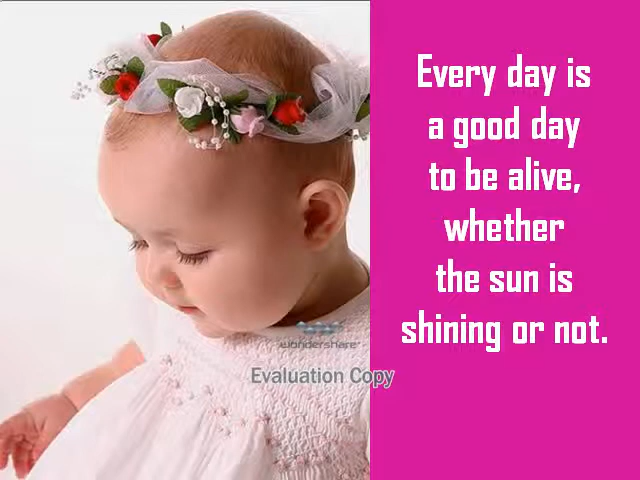 Every day is
a good day
to be alive,
whether
the sun is
shining or not.
wondershare
Evaluation Copy